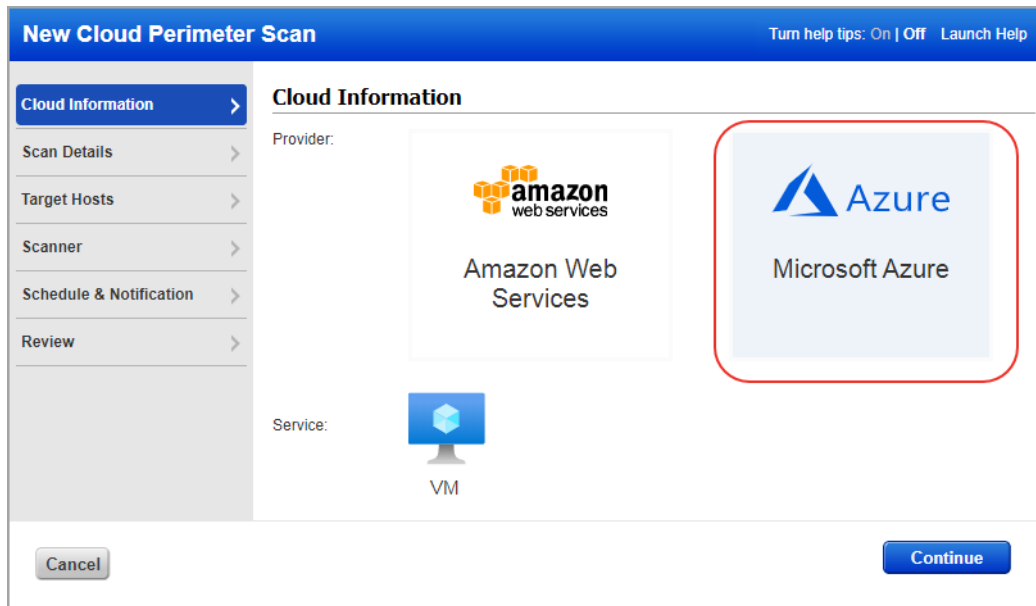 New Cloud Perimeter Scan
Turn help tips: On | Off Launch Help
Cloud Information
Scan Details
Target Hosts
Scanner
Schedule & Notification
Review
Cloud Information
Provider:
amazon
web services
Amazon Web
Services
Azure
Microsoft Azure
Service:
VM
Cancel
Continue